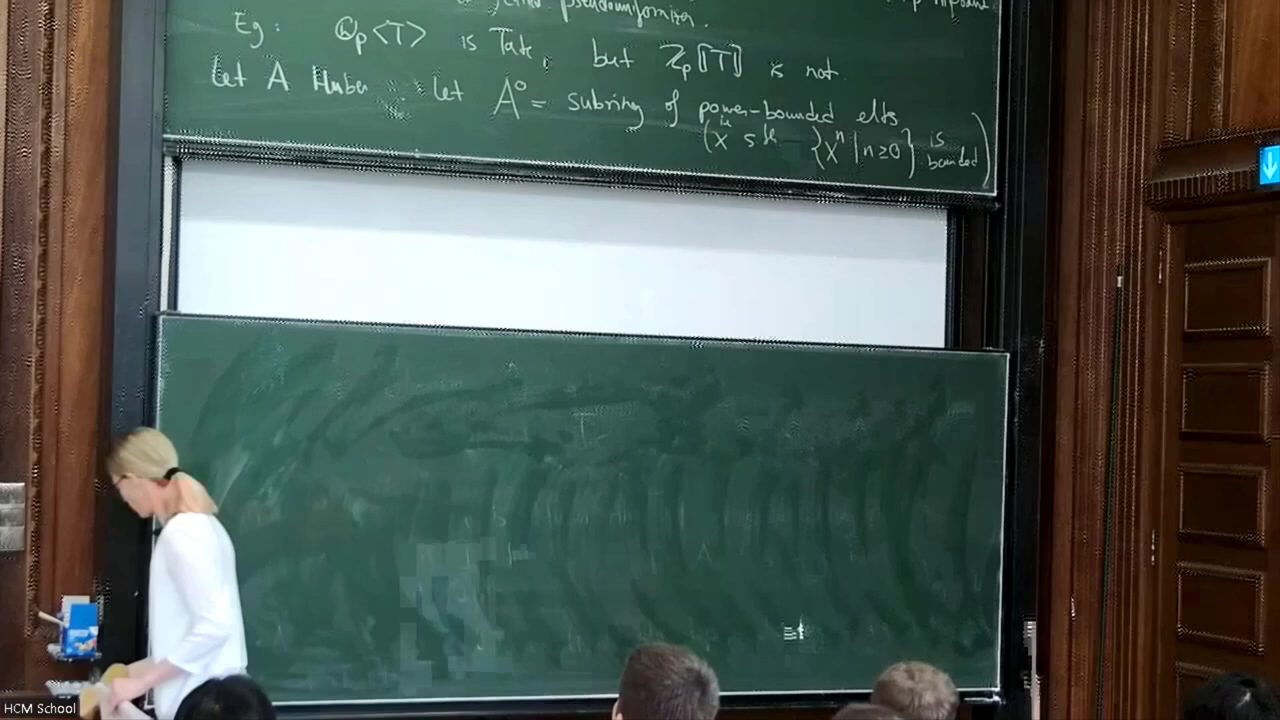 pseudouniformizer.
Eg: ℚp<T> is Tate, but ℤp[[T]] is not.
Let A Huber. Let A° = subring of power-bounded elts
(x s.th {xⁿ | n≥0} is bounded)
HCM School